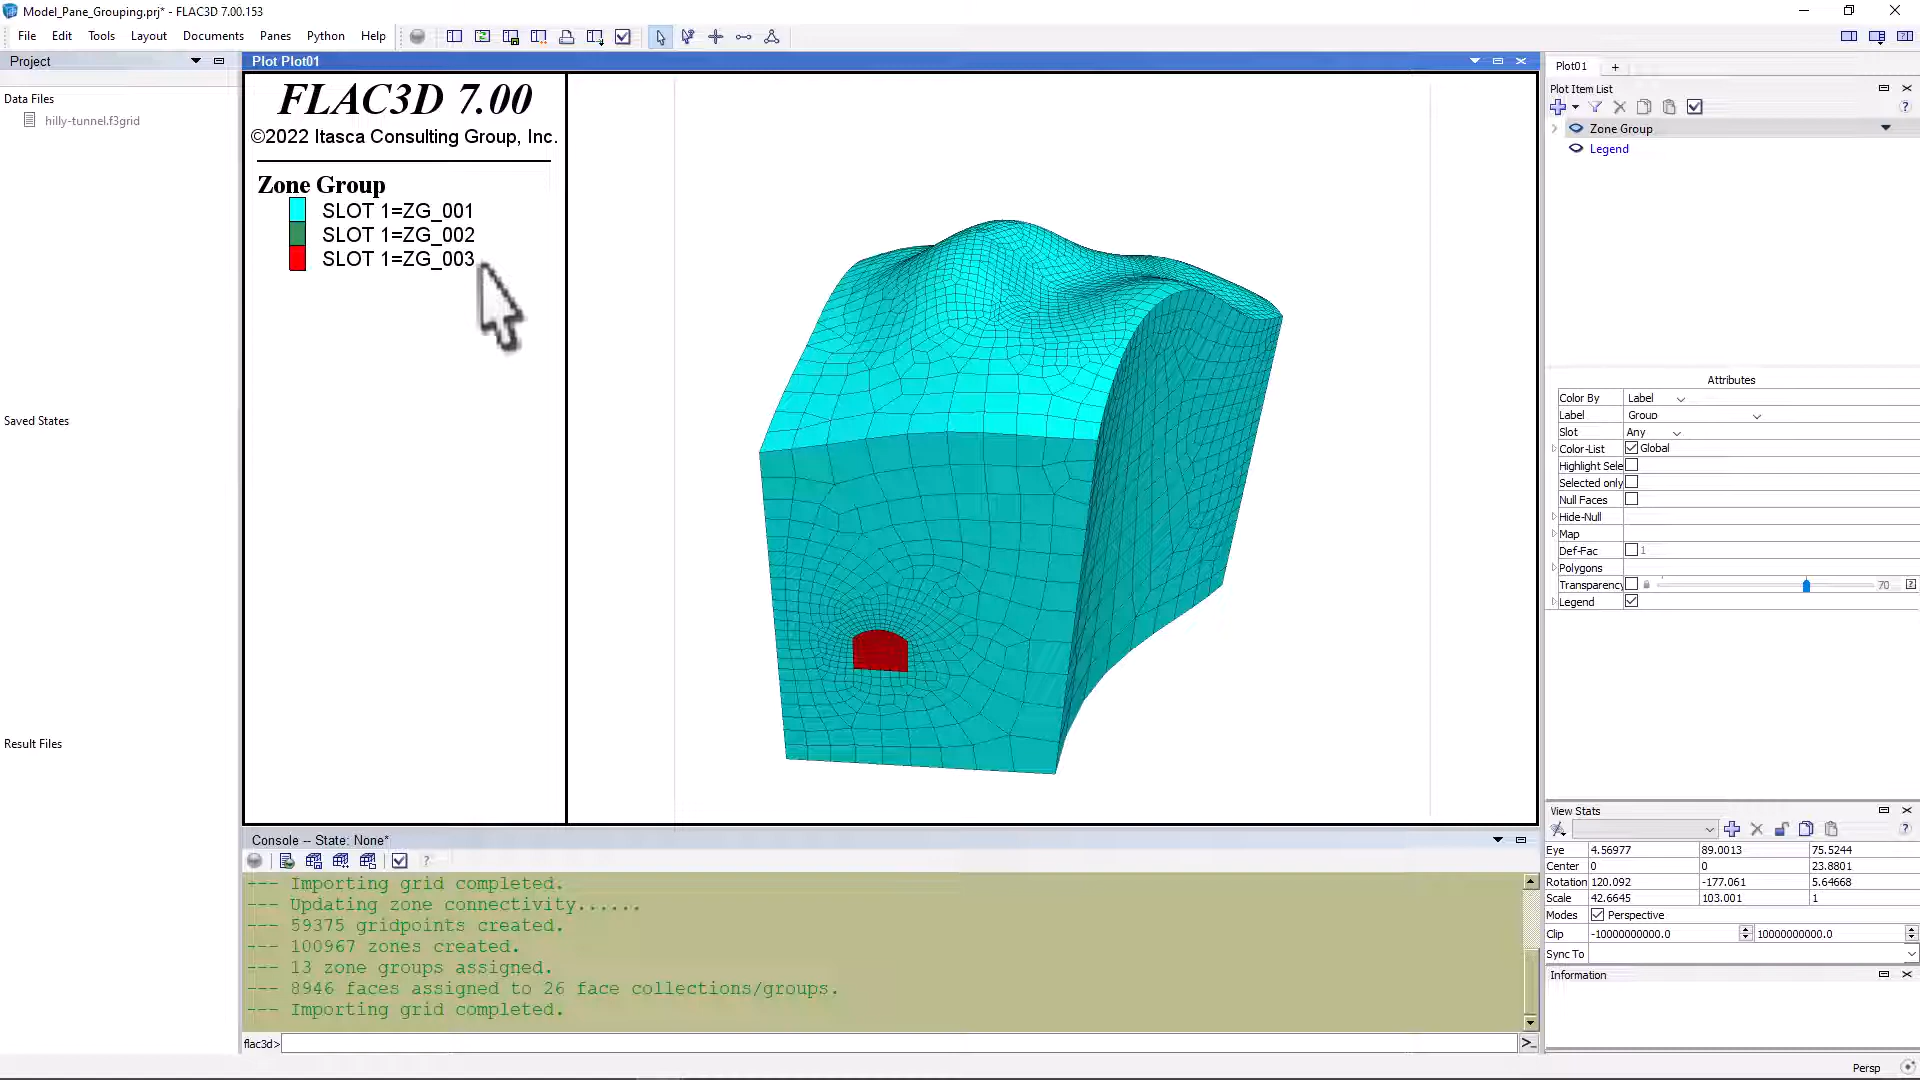 Model_Pane_Grouping.prj* - FLAC3D 7.00.153
File Edit Tools Layout Documents Panes Python Help
Project
Data Files
hilly-tunnel.f3grid
Saved States
Result Files
Plot Plot01
FLAC3D 7.00
©2022 Itasca Consulting Group, Inc.
Zone Group
SLOT 1=ZG_001
SLOT 1=ZG_002
SLOT 1=ZG_003
Console -- State: None*
--- Importing grid completed.
--- Updating zone connectivity......
--- 59375 gridpoints created.
--- 100967 zones created.
--- 13 zone groups assigned.
--- 8946 faces assigned to 26 face collections/groups.
--- Importing grid completed.
flac3d>
Plot01
Plot Item List
Zone Group
Legend
Attributes
Color By Label
Label Group
Slot Any
Color-List Global
Highlight Sele
Selected only
Null Faces
Hide-Null
Map
Def-Fac 1
Polygons
Transparency 70
Legend
View Stats
Eye 4.56977 89.0013 75.5244
Center 0 0 23.8801
Rotation 120.092 -177.061 5.64668
Scale 42.6645 103.001 1
Modes Perspective
Clip -10000000000.0 10000000000.0
Sync To
Information
Persp